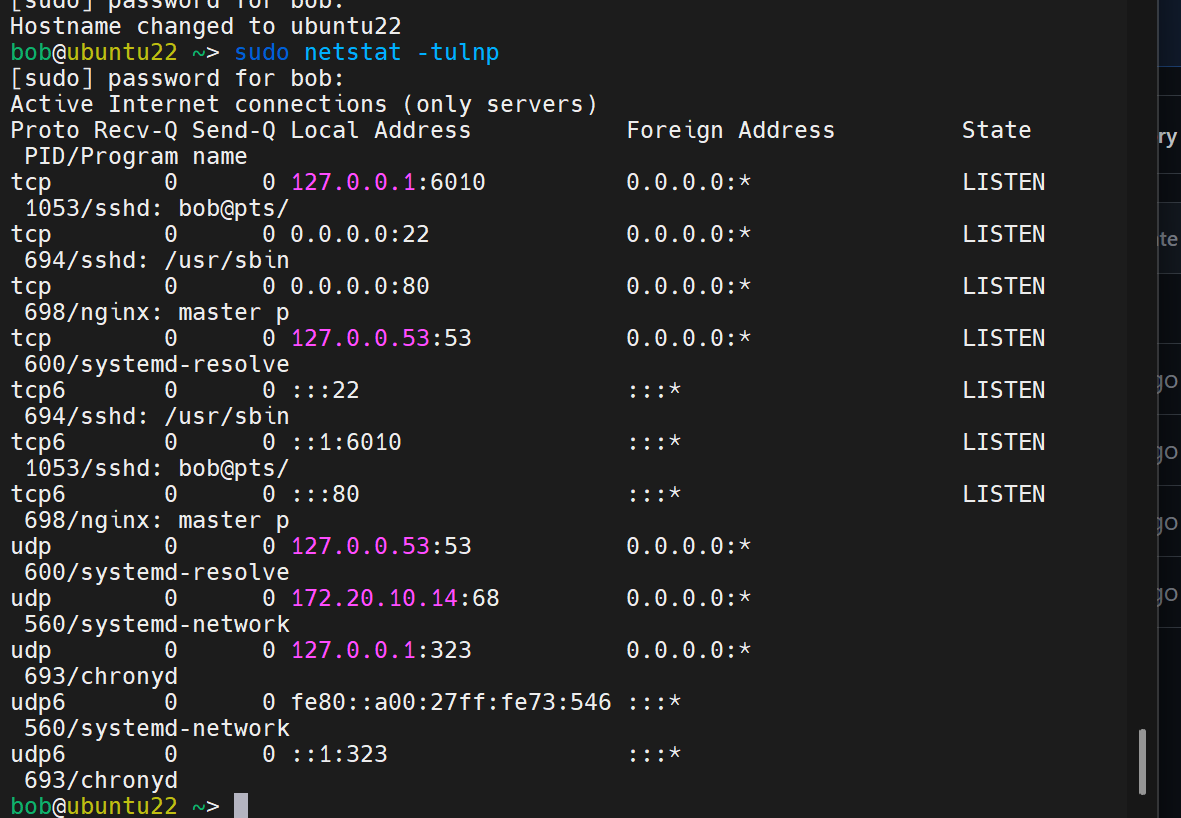 [sudo] password for bob:
Hostname changed to ubuntu22
bob@ubuntu22 ~> sudo netstat -tulnp
[sudo] password for bob:
Active Internet connections (only servers)
Proto Recv-Q Send-Q Local Address           Foreign Address         State
 PID/Program name
tcp        0      0 127.0.0.1:6010          0.0.0.0:*               LISTEN
 1053/sshd: bob@pts/
tcp        0      0 0.0.0.0:22              0.0.0.0:*               LISTEN
 694/sshd: /usr/sbin
tcp        0      0 0.0.0.0:80              0.0.0.0:*               LISTEN
 698/nginx: master p
tcp        0      0 127.0.0.53:53           0.0.0.0:*               LISTEN
 600/systemd-resolve
tcp6       0      0 :::22                   :::*                    LISTEN
 694/sshd: /usr/sbin
tcp6       0      0 ::1:6010                :::*                    LISTEN
 1053/sshd: bob@pts/
tcp6       0      0 :::80                   :::*                    LISTEN
 698/nginx: master p
udp        0      0 127.0.0.53:53           0.0.0.0:*
 600/systemd-resolve
udp        0      0 172.20.10.14:68         0.0.0.0:*
 560/systemd-network
udp        0      0 127.0.0.1:323           0.0.0.0:*
 693/chronyd
udp6       0      0 fe80::a00:27ff:fe73:546 :::*
 560/systemd-network
udp6       0      0 ::1:323                 :::*
 693/chronyd
bob@ubuntu22 ~>